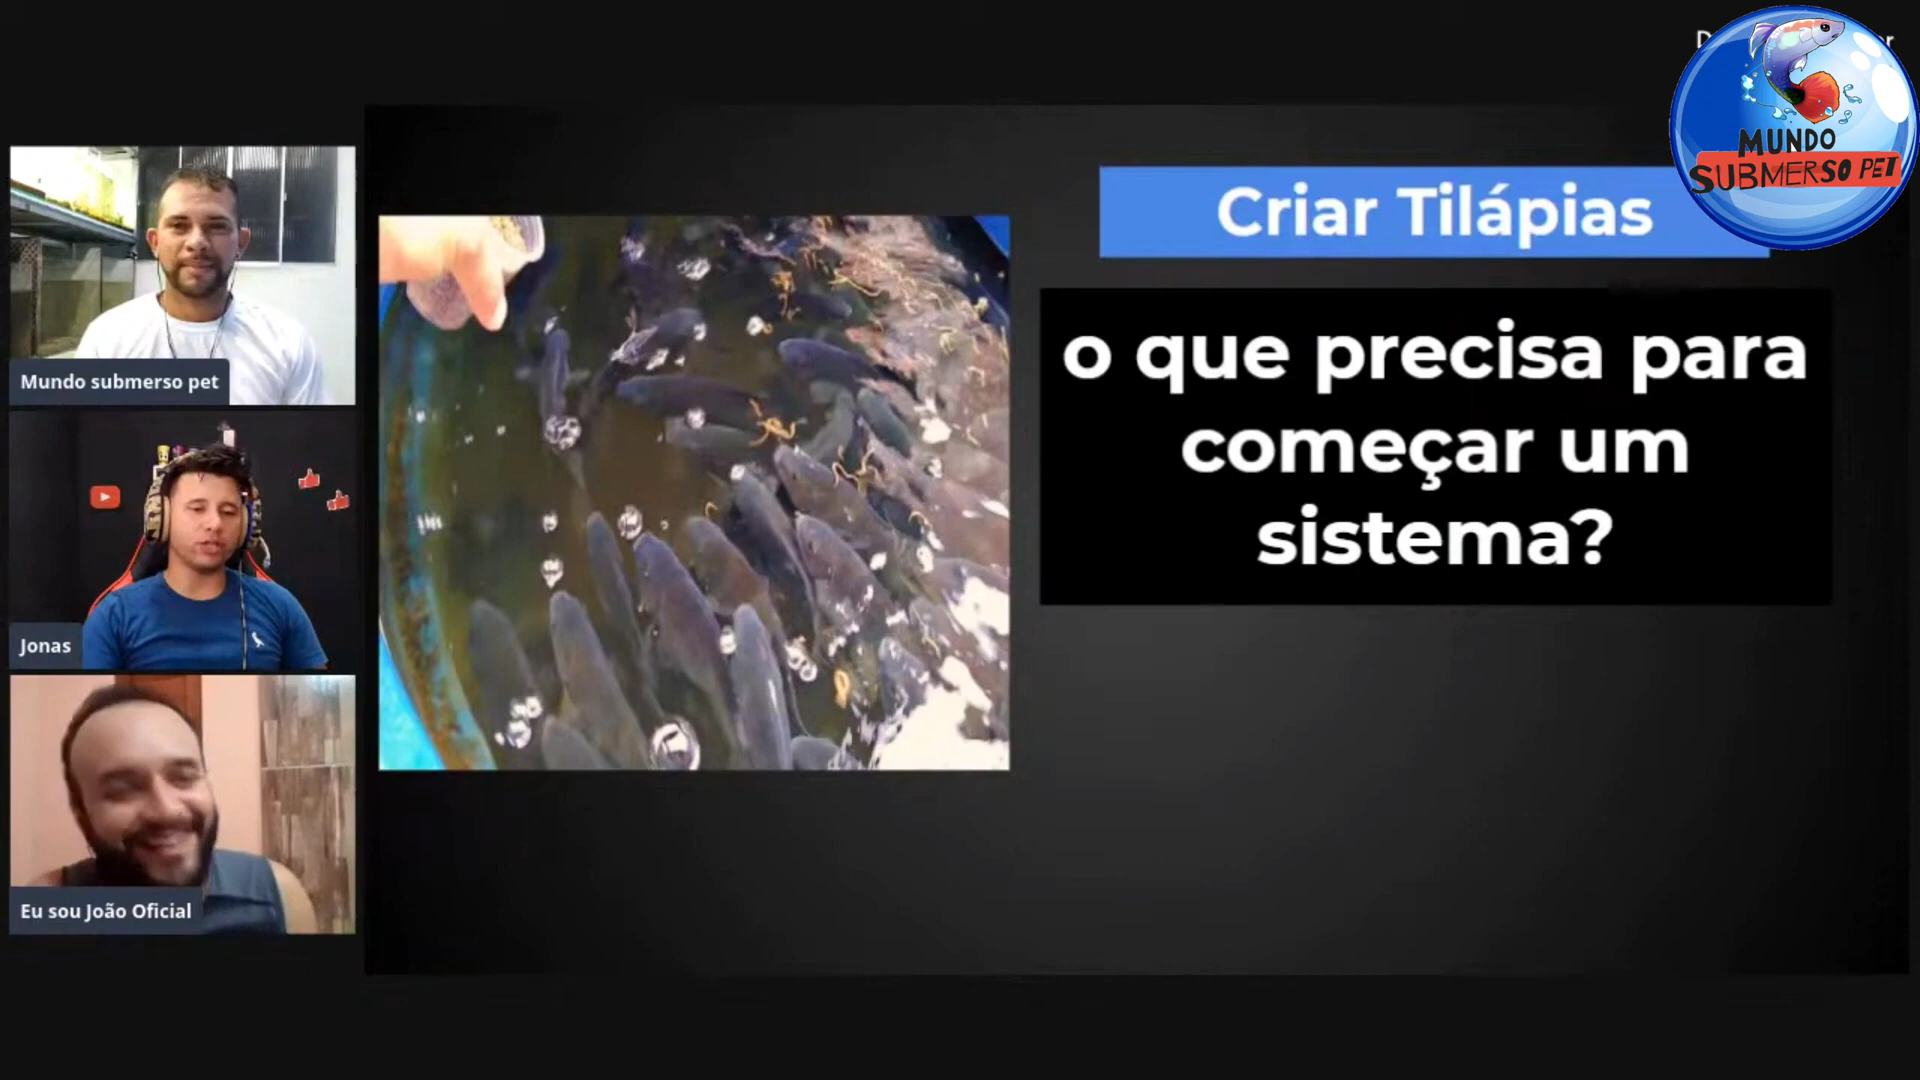 MUNDO
SUBMERSO PET
Criar Tilápias
o que precisa para
começar um
sistema?
Mundo submerso pet
Jonas
Eu sou João Oficial